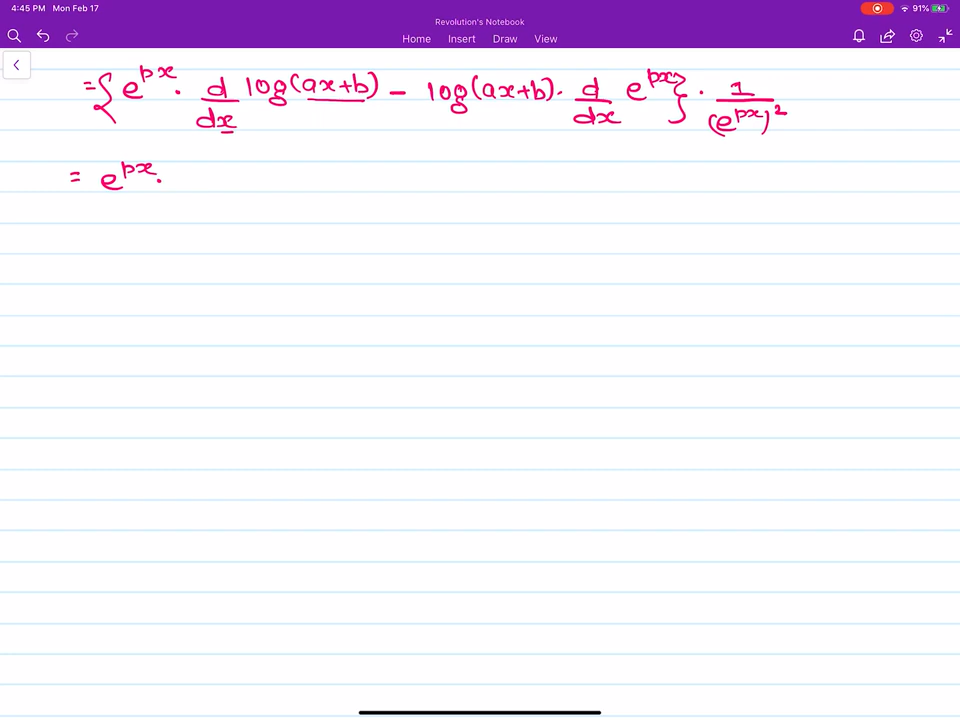 4:45 PM Mon Feb 17 91%
Revolution's Notebook
Home Insert Draw View
={e^{px} · d/dx log(ax+b) - log(ax+b) · d/dx e^{px}} · 1/(e^{px})^2
= e^{px}.